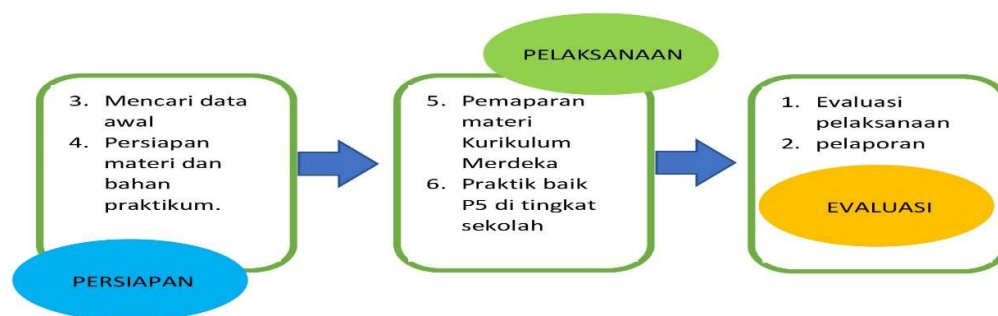 3. Mencari data
awal
4. Persiapan
materi dan
bahan
praktikum.
PERSIAPAN
PELAKSANAAN
5. Pemaparan
materi
Kurikulum
Merdeka
6. Praktik baik
P5 di tingkat
sekolah
1. Evaluasi
pelaksanaan
2. pelaporan
EVALUASI